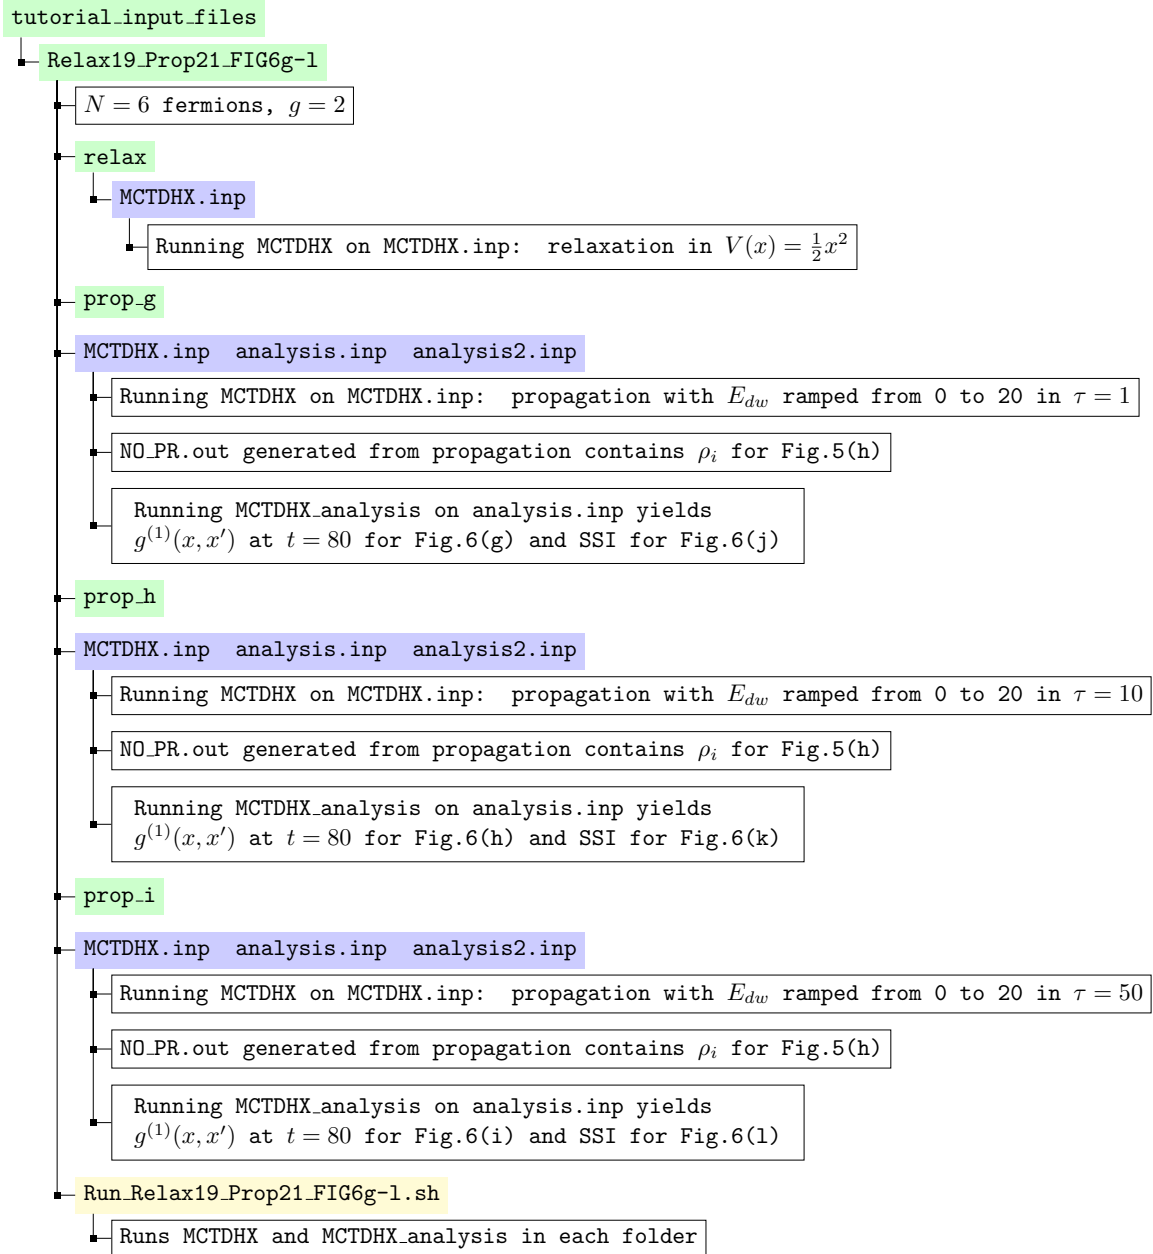 tutorial_input_files
Relax19_Prop21_FIG6g-l
N = 6 fermions, g = 2
relax
MCTDHX.inp
Running MCTDHX on MCTDHX.inp: relaxation in V(x) = ½x²
prop_g
MCTDHX.inp analysis.inp analysis2.inp
Running MCTDHX on MCTDHX.inp: propagation with E_dw ramped from 0 to 20 in τ = 1
NO_PR.out generated from propagation contains ρ_i for Fig.5(h)
Running MCTDHX_analysis on analysis.inp yields
g^(1)(x, x′) at t = 80 for Fig.6(g) and SSI for Fig.6(j)
prop_h
MCTDHX.inp analysis.inp analysis2.inp
Running MCTDHX on MCTDHX.inp: propagation with E_dw ramped from 0 to 20 in τ = 10
NO_PR.out generated from propagation contains ρ_i for Fig.5(h)
Running MCTDHX_analysis on analysis.inp yields
g^(1)(x, x′) at t = 80 for Fig.6(h) and SSI for Fig.6(k)
prop_i
MCTDHX.inp analysis.inp analysis2.inp
Running MCTDHX on MCTDHX.inp: propagation with E_dw ramped from 0 to 20 in τ = 50
NO_PR.out generated from propagation contains ρ_i for Fig.5(h)
Running MCTDHX_analysis on analysis.inp yields
g^(1)(x, x′) at t = 80 for Fig.6(i) and SSI for Fig.6(l)
Run_Relax19_Prop21_FIG6g-l.sh
Runs MCTDHX and MCTDHX_analysis in each folder